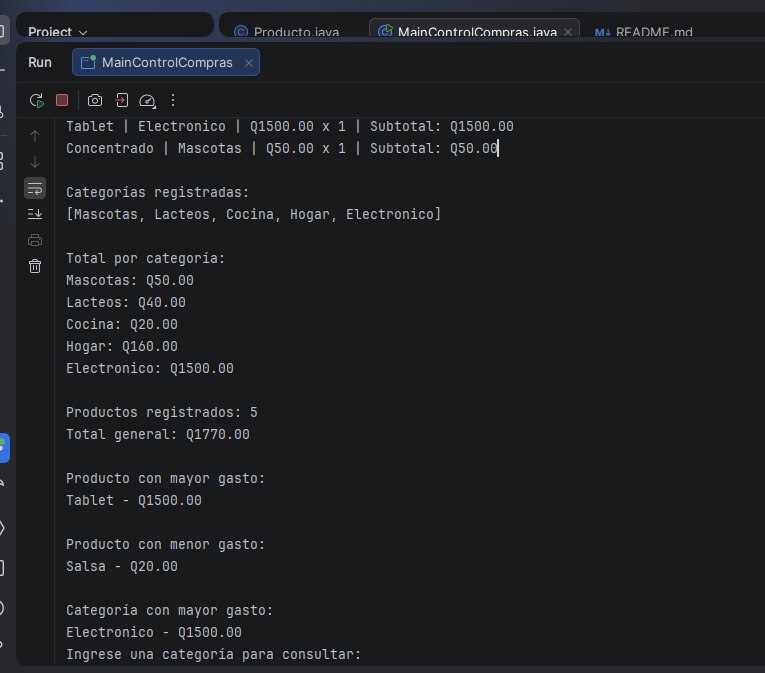 Project
Producto.java
MainControlCompras.java
README.md
Run
MainControlCompras
Tablet | Electronico | Q1500.00 x 1 | Subtotal: Q1500.00
Concentrado | Mascotas | Q50.00 x 1 | Subtotal: Q50.00
Categorías registradas:
[Mascotas, Lacteos, Cocina, Hogar, Electronico]
Total por categoría:
Mascotas: Q50.00
Lacteos: Q40.00
Cocina: Q20.00
Hogar: Q160.00
Electronico: Q1500.00
Productos registrados: 5
Total general: Q1770.00
Producto con mayor gasto:
Tablet - Q1500.00
Producto con menor gasto:
Salsa - Q20.00
Categoría con mayor gasto:
Electronico - Q1500.00
Ingrese una categoría para consultar: